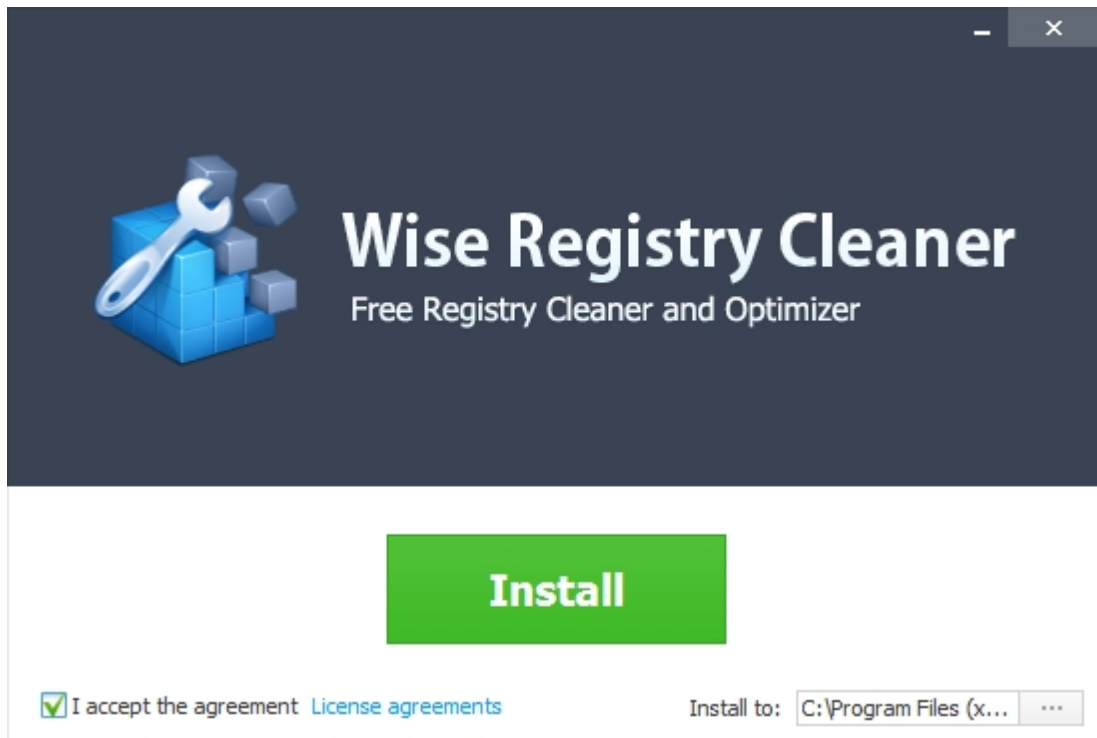 Wise Registry Cleaner
Free Registry Cleaner and Optimizer
Install
I accept the agreement License agreements Install to: C:\Program Files (x... ...